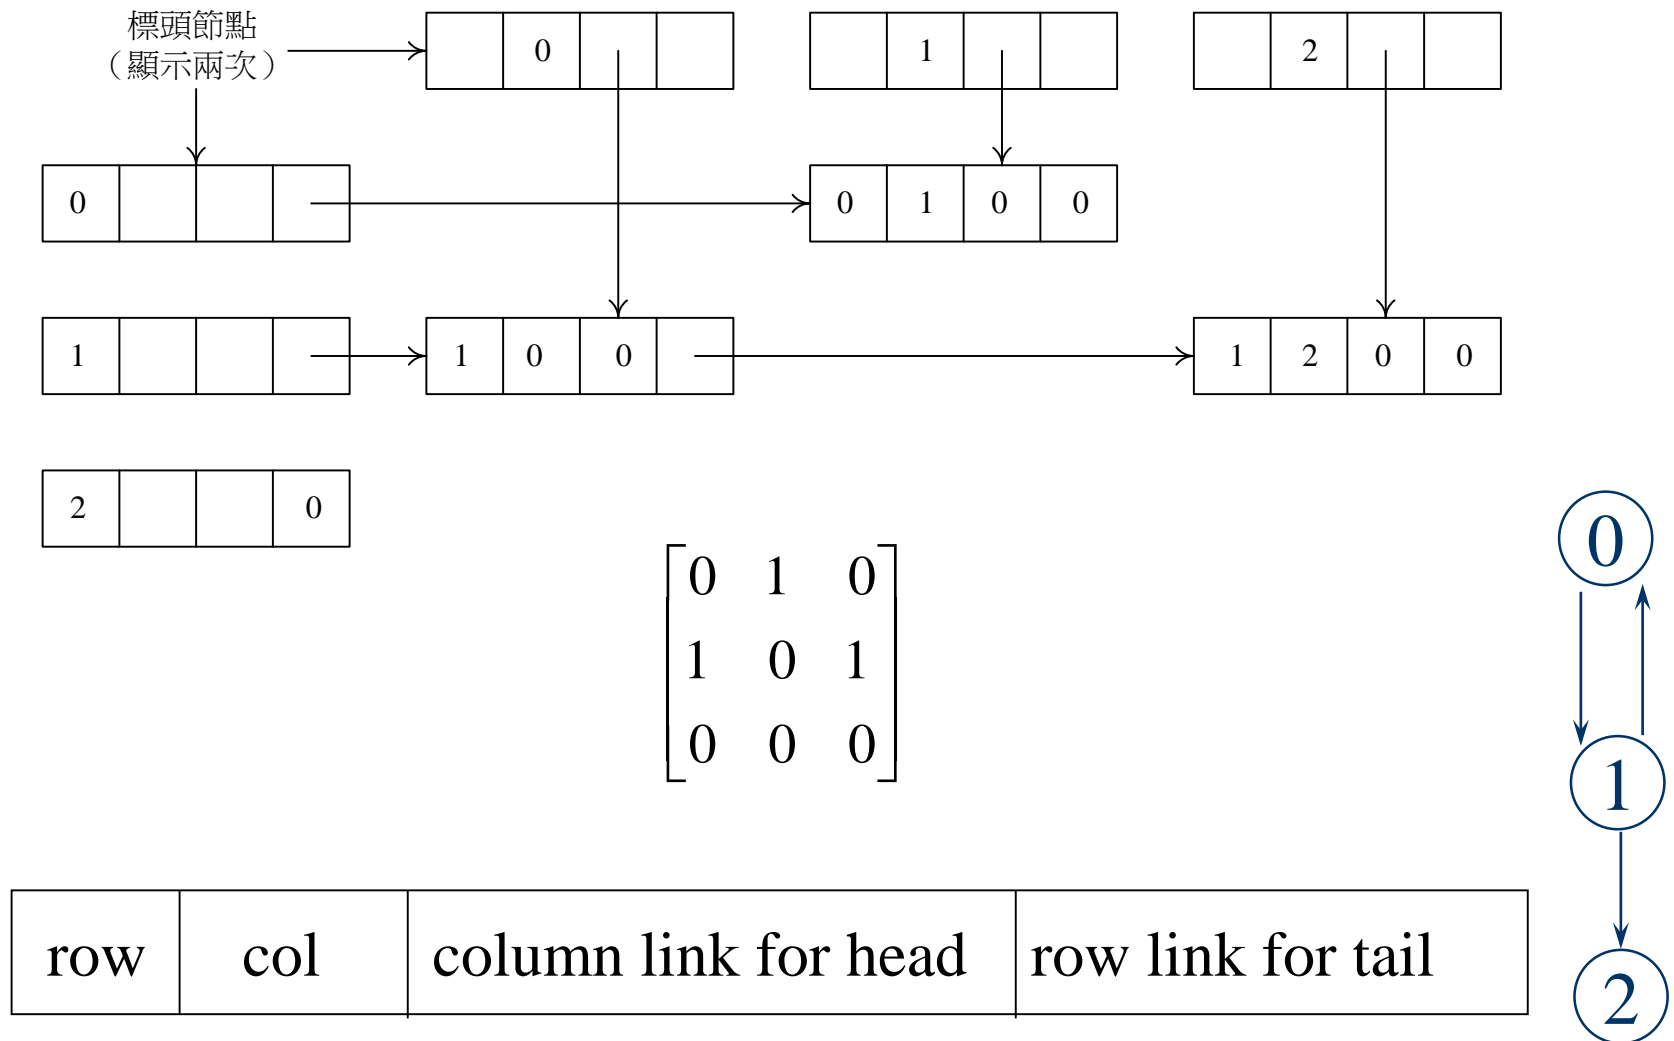 標頭節點
（顯示兩次）
0 1 2
0 0 1 0 0
1 1 0 0 1 2 0 0
2 0
0 1 0
1 0 1
0 0 0
0
1
2
row col column link for head row link for tail